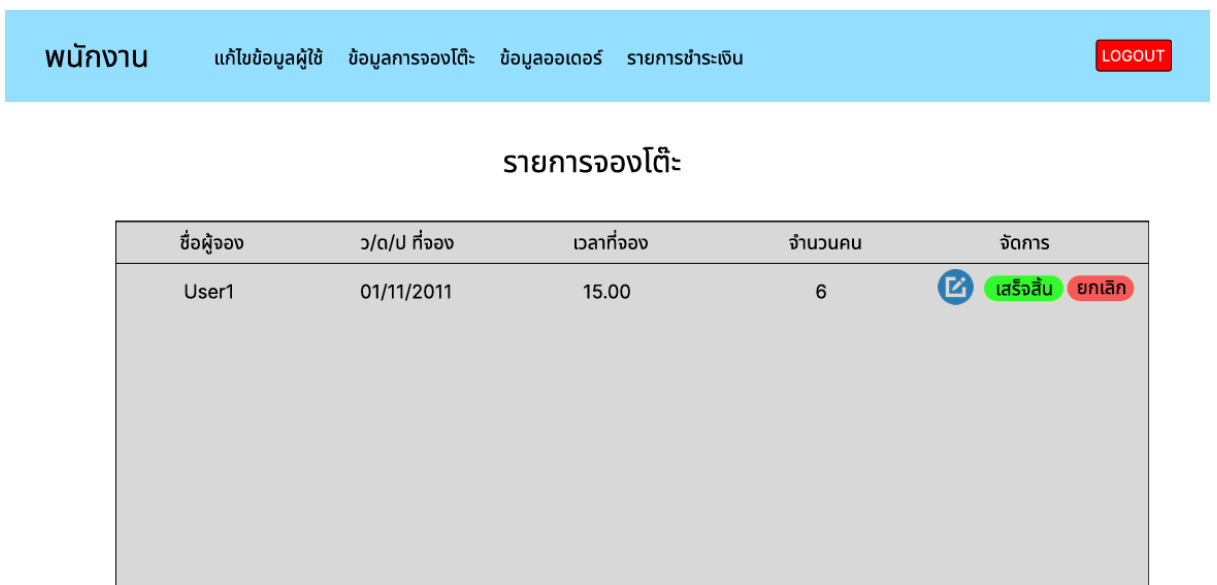 พนักงาน แก้ไขข้อมูลผู้ใช้ ข้อมูลการจองโต๊ะ ข้อมูลออเดอร์ รายการชำระเงิน LOGOUT
รายการจองโต๊ะ
ชื่อผู้จอง ว/ด/ป ที่จอง เวลาที่จอง จำนวนคน จัดการ
User1 01/11/2011 15.00 6 เสร็จสิ้น ยกเลิก